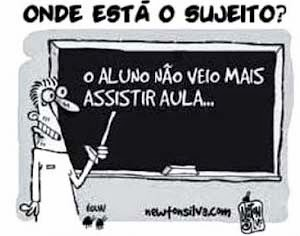 ONDE ESTÁ O SUJEITO?
O ALUNO NÃO VEIO MAIS
ASSISTIR AULA...
newtonsilva.com